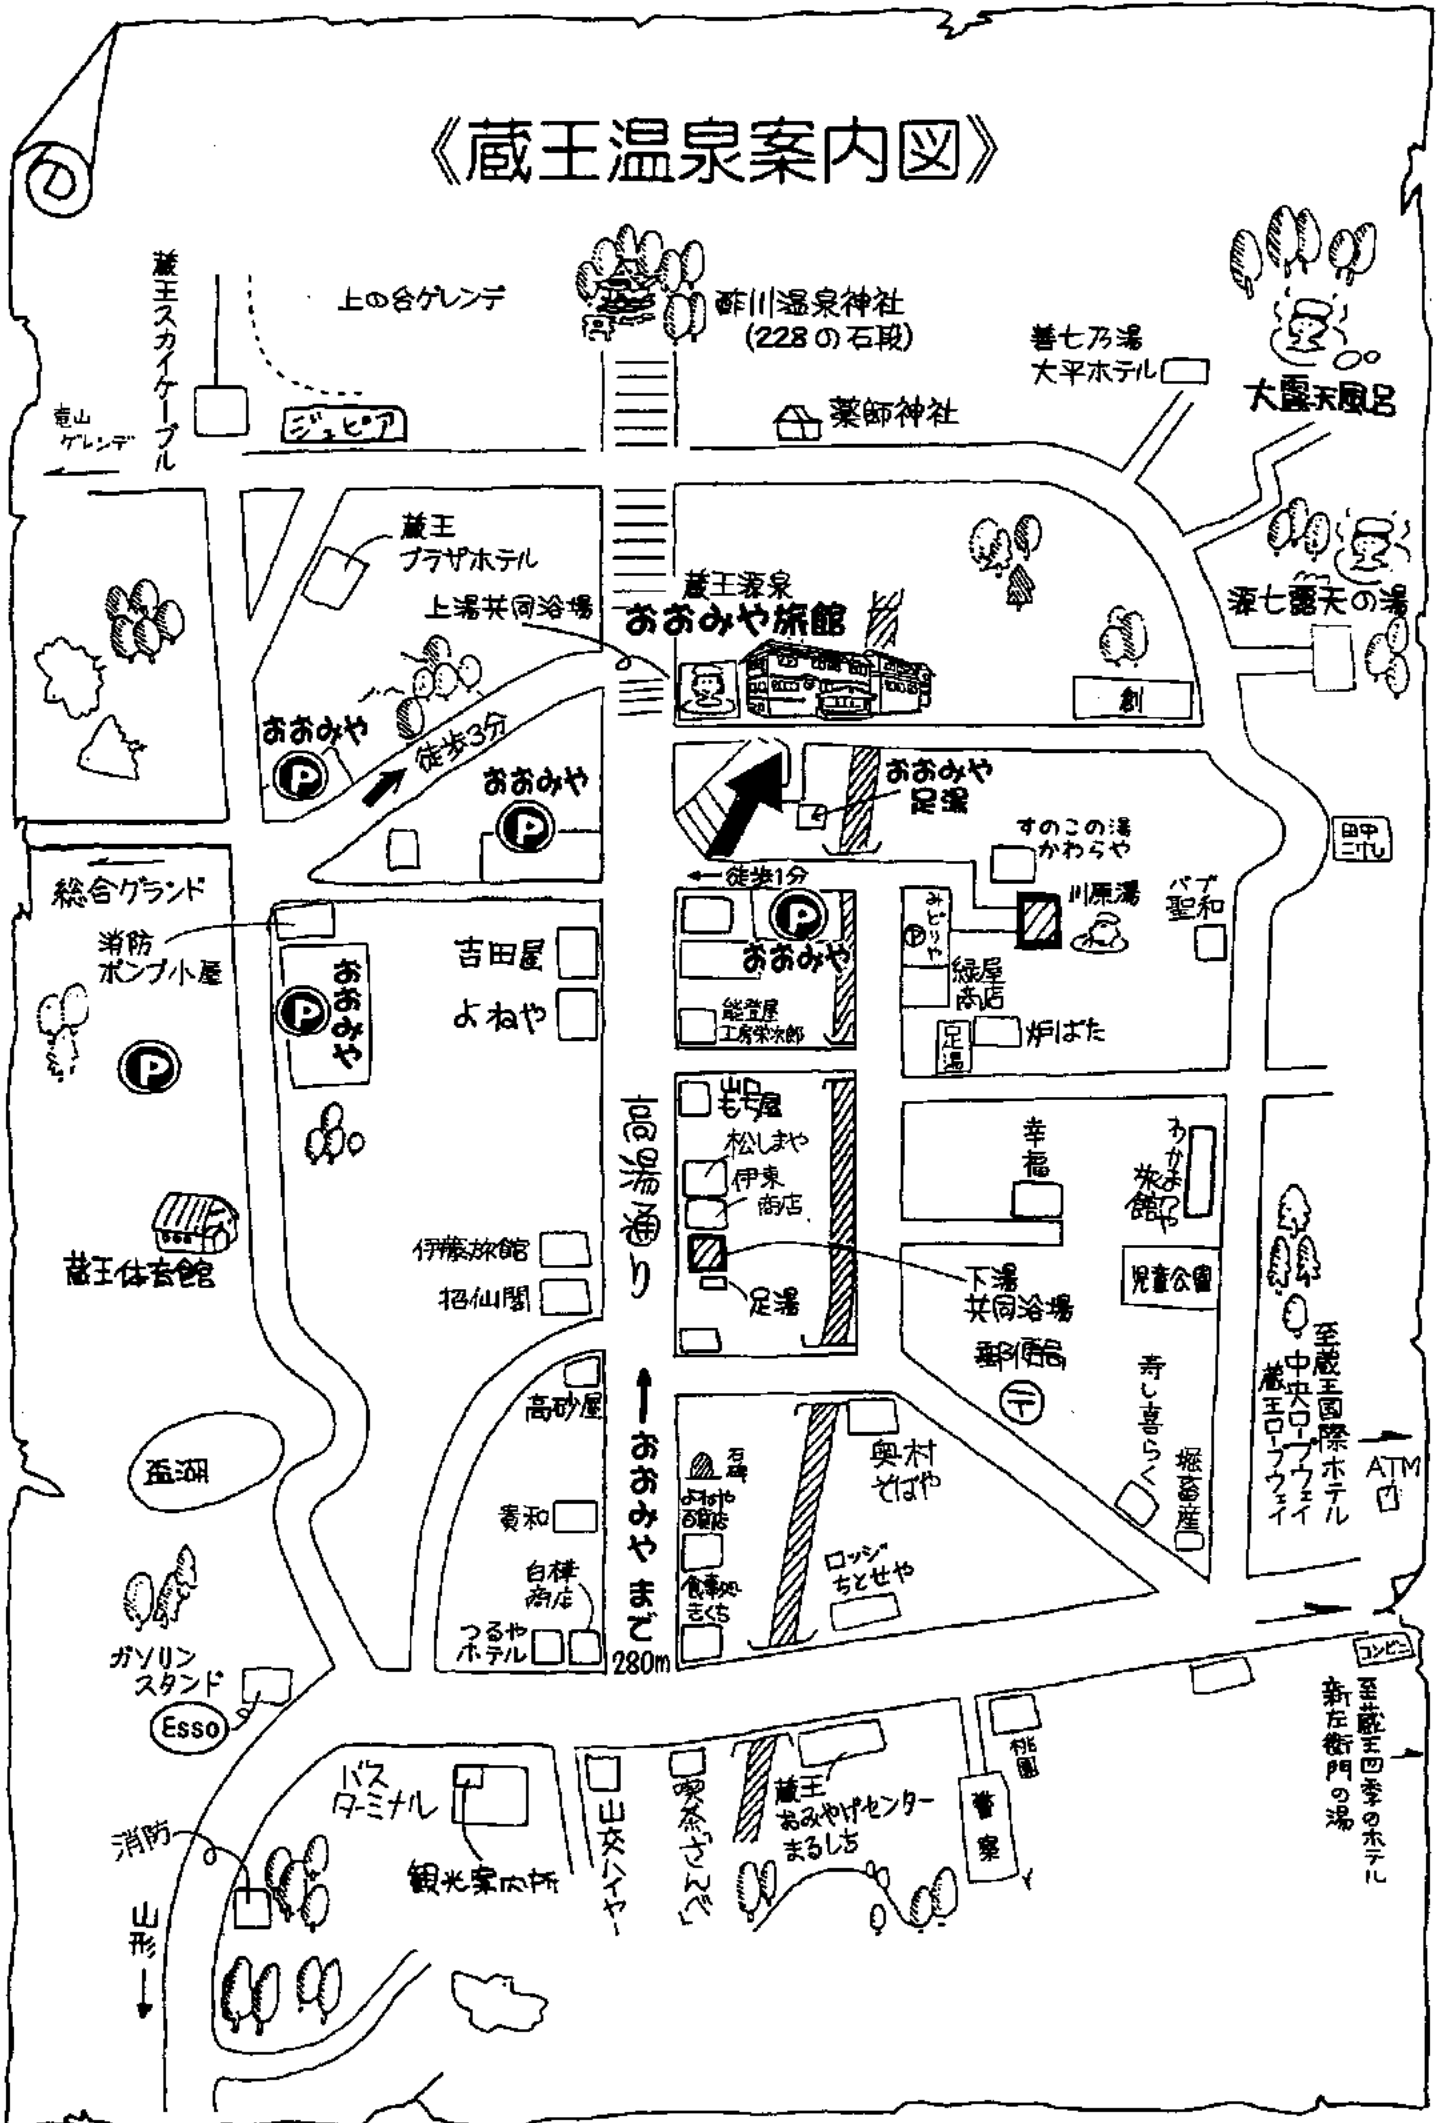 《蔵王温泉案内図》
蔵王スカイケーブル
上の台ゲレンデ
酢川温泉神社
(228の石段)
善七乃湯
大平ホテル
大露天風呂
竜山
ゲレンデ
ジュピア
薬師神社
蔵王
プラザホテル
上湯共同浴場
蔵王源泉
おおみや旅館
源七露天の湯
創
おおみや
P
徒歩3分
おおみや
P
おおみや
足湯
すのこの湯
かわらや
川原湯
パブ
聖和
総合グランド
徒歩1分
P
おおみや
みどりや
P
緑屋
商店
消防
ポンプ小屋
おおみや
P
P
吉田屋
よねや
能登屋
工房栄次郎
足湯
炉ばた
山口
もち屋
高湯通り
松しまや
伊東
商店
幸福
わかまつや
旅館
蔵王体育館
伊藤旅館
招仙閣
足湯
下湯
共同浴場
児童公園
郵便局
〒
高砂屋
寿し喜らく
堀畜産
至蔵王国際ホテル
中央ロープウェイ
蔵王ロープウェイ
ATM
盃湖
おおみやまで
280m
石碑
よねや
百貨店
奥村
そばや
貴和
白樺
商店
食事処
きくち
ロッジ
ちとせや
つるや
ホテル
ガソリン
スタンド
Esso
コンビニ
至蔵王四季のホテル
新左衛門の湯
バス
ターミナル
観光案内所
山交ハイヤー
蔵王
おみやげセンター
まるしち
警察
桃園
消防
山形